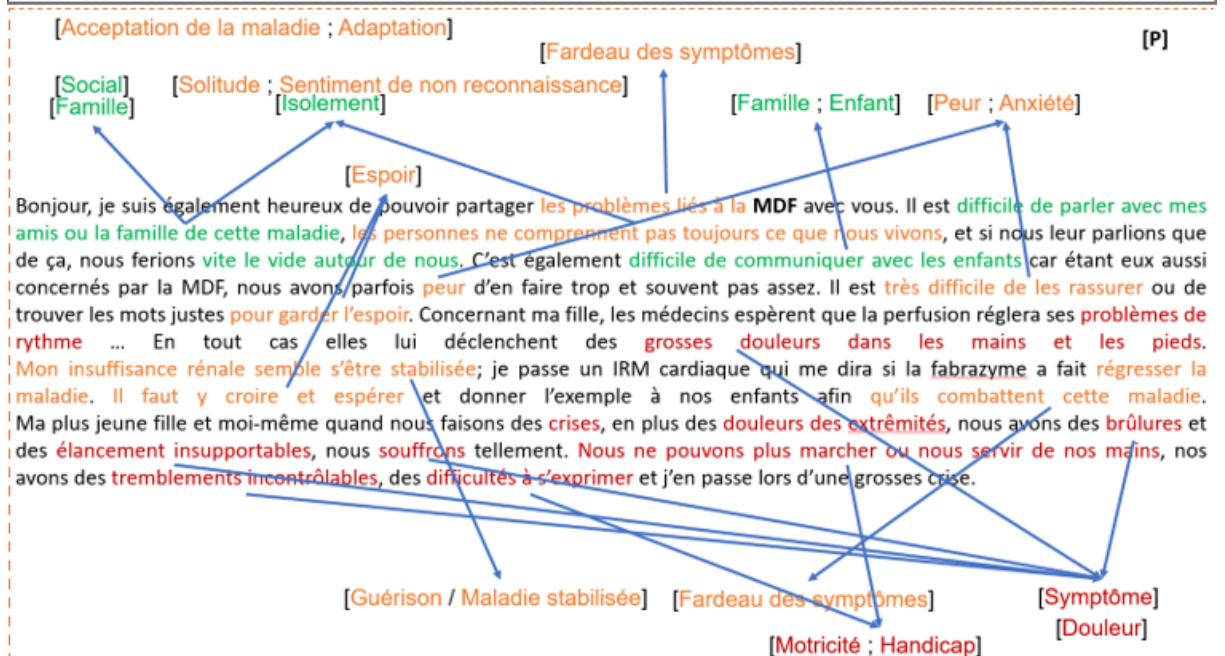 [Acceptation de la maladie ; Adaptation]
[P]
[Fardeau des symptômes]
[Social] [Solitude ; Sentiment de non reconnaissance]
[Famille] [Isolement] [Famille ; Enfant] [Peur ; Anxiété]
[Espoir]
Bonjour, je suis également heureux de pouvoir partager les problèmes liés à la MDF avec vous. Il est difficile de parler avec mes
amis ou la famille de cette maladie, les personnes ne comprennent pas toujours ce que nous vivons, et si nous leur parlions que
de ça, nous ferions vite le vide autour de nous. C'est également difficile de communiquer avec les enfants car étant eux aussi
concernés par la MDF, nous avons parfois peur d'en faire trop et souvent pas assez. Il est très difficile de les rassurer ou de
trouver les mots justes pour garder l'espoir. Concernant ma fille, les médecins espèrent que la perfusion réglera ses problèmes de
rythme ... En tout cas elles lui déclenchent des grosses douleurs dans les mains et les pieds.
Mon insuffisance rénale semble s'être stabilisée; je passe un IRM cardiaque qui me dira si la fabrazyme a fait régresser la
maladie. Il faut y croire et espérer et donner l'exemple à nos enfants afin qu'ils combattent cette maladie.
Ma plus jeune fille et moi-même quand nous faisons des crises, en plus des douleurs des extrêmités, nous avons des brûlures et
des élancement insupportables, nous souffrons tellement. Nous ne pouvons plus marcher ou nous servir de nos mains, nos
avons des tremblements incontrôlables, des difficultés à s'exprimer et j'en passe lors d'une grosses crise.
[Guérison / Maladie stabilisée] [Fardeau des symptômes] [Symptôme]
[Douleur]
[Motricité ; Handicap]